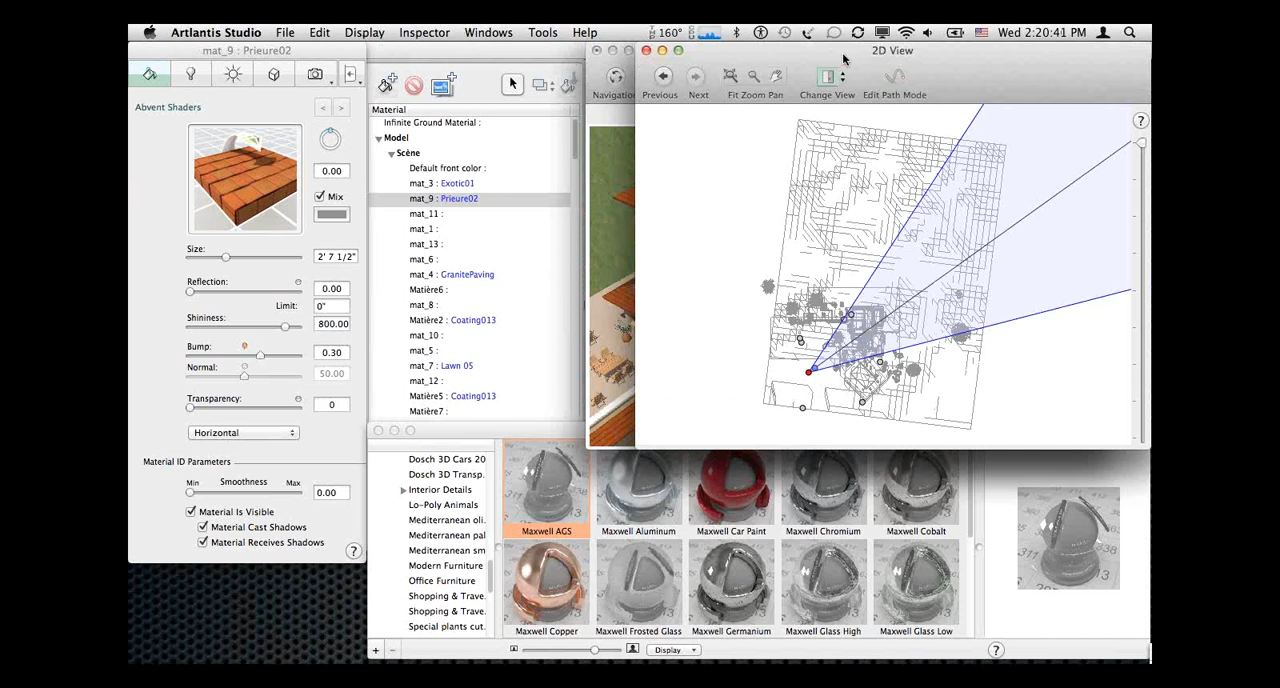 Artlantis Studio File Edit Display Inspector Windows Tools Help 160° Wed 2:20:41 PM
mat_9 : Prieure02
2D View
Navigation
Previous Next Fit Zoom Pan Change View Edit Path Mode
Abvent Shaders
< >
0.00
Mix
Size:
2' 7 1/2"
Reflection:
0.00
Limit: 0"
Shininess:
800.00
Bump:
0.30
Normal:
50.00
Transparency:
0
Horizontal
Material ID Parameters
Min Smoothness Max
0.00
Material Is Visible
Material Cast Shadows
Material Receives Shadows
?
Material
Infinite Ground Material :
Model
Scène
Default front color :
mat_3 : Exotic01
mat_9 : Prieure02
mat_11 :
mat_1 :
mat_13 :
mat_6 :
mat_4 : GranitePaving
Matière6 :
mat_8 :
Matière2 : Coating013
mat_10 :
mat_5 :
mat_7 : Lawn 05
mat_12 :
Matière5 : Coating013
Matière7 :
?
Dosch 3D Cars 20
Dosch 3D Transp.
Interior Details
Lo-Poly Animals
Mediterranean oli.
Mediterranean pal
Mediterranean sm
Modern Furniture
Office Furniture
Shopping & Trave.
Shopping & Trave.
Special plants cut.
Maxwell AGS Maxwell Aluminum Maxwell Car Paint Maxwell Chromium Maxwell Cobalt
Maxwell Copper Maxwell Frosted Glass Maxwell Germanium Maxwell Glass High Maxwell Glass Low
+ − Display ?